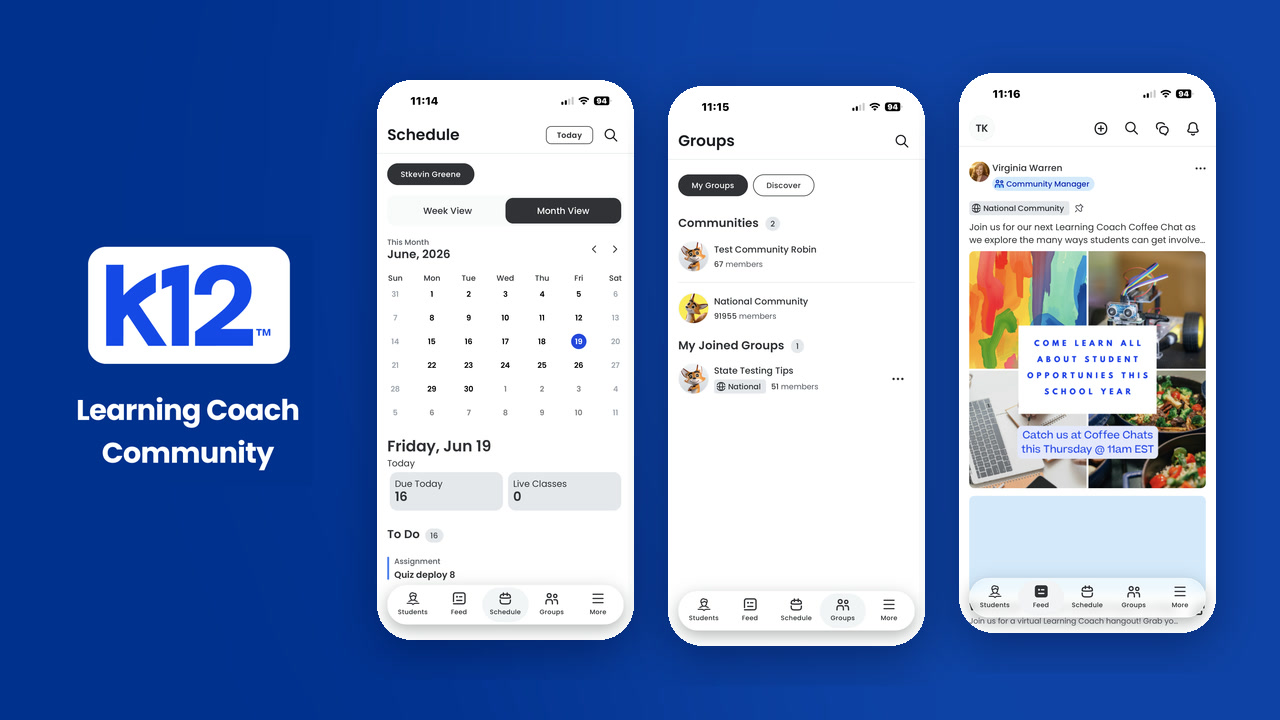 K12™
Learning Coach
Community
11:14
94
Schedule
Today
Stkevin Greene
Week View
Month View
This Month
June, 2026
Sun Mon Tue Wed Thu Fri Sat
31 1 2 3 4 5 6
7 8 9 10 11 12 13
14 15 16 17 18 19 20
21 22 23 24 25 26 27
28 29 30 1 2 3 4
5 6 7 8 9 10 11
Friday, Jun 19
Today
Due Today
16
Live Classes
0
To Do 16
Assignment
Quiz deploy 8
Students Feed Schedule Groups More
11:15
94
Groups
My Groups
Discover
Communities 2
Test Community Robin
67 members
National Community
91955 members
My Joined Groups 1
State Testing Tips
National 51 members
Students Feed Schedule Groups More
11:16
94
TK
Virginia Warren
Community Manager
National Community
Join us for our next Learning Coach Coffee Chat as
we explore the many ways students can get involve...
COME LEARN ALL
ABOUT STUDENT
OPPORTUNIES THIS
SCHOOL YEAR
Catch us at Coffee Chats
this Thursday @ 11am EST
Students Feed Schedule Groups More
Join us for a virtual Learning Coach hangout! Grab yo...